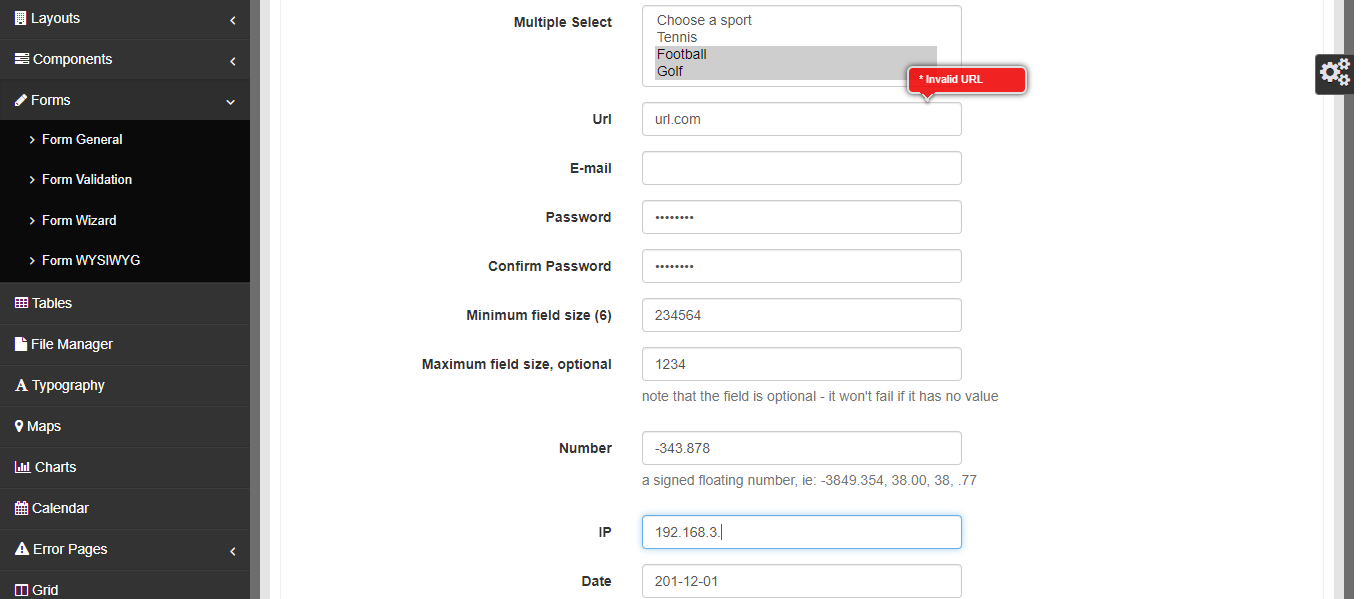 Layouts
Components
Forms
Form General
Form Validation
Form Wizard
Form WYSIWYG
Tables
File Manager
Typography
Maps
Charts
Calendar
Error Pages
Grid
Multiple Select
Choose a sport
Tennis
Football
Golf
* Invalid URL
Url url.com
E-mail
Password ••••••••
Confirm Password ••••••••
Minimum field size (6) 234564
Maximum field size, optional 1234
note that the field is optional - it won't fail if it has no value
Number -343.878
a signed floating number, ie: -3849.354, 38.00, 38, .77
IP 192.168.3.
Date 201-12-01